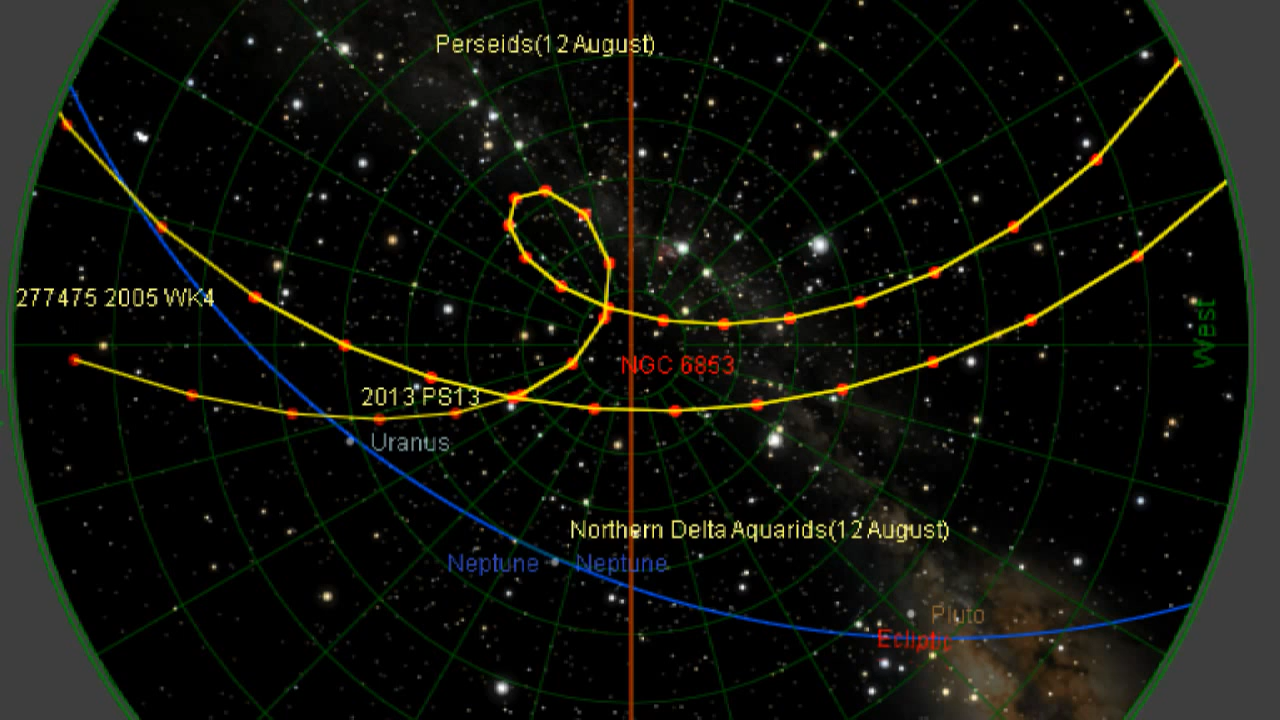 Perseids(12 August)
277475 2005 WK4
West
NGC 6853
2013 PS13
Uranus
Northern Delta Aquarids(12 August)
Neptune
Neptune
Pluto
Ecliptic